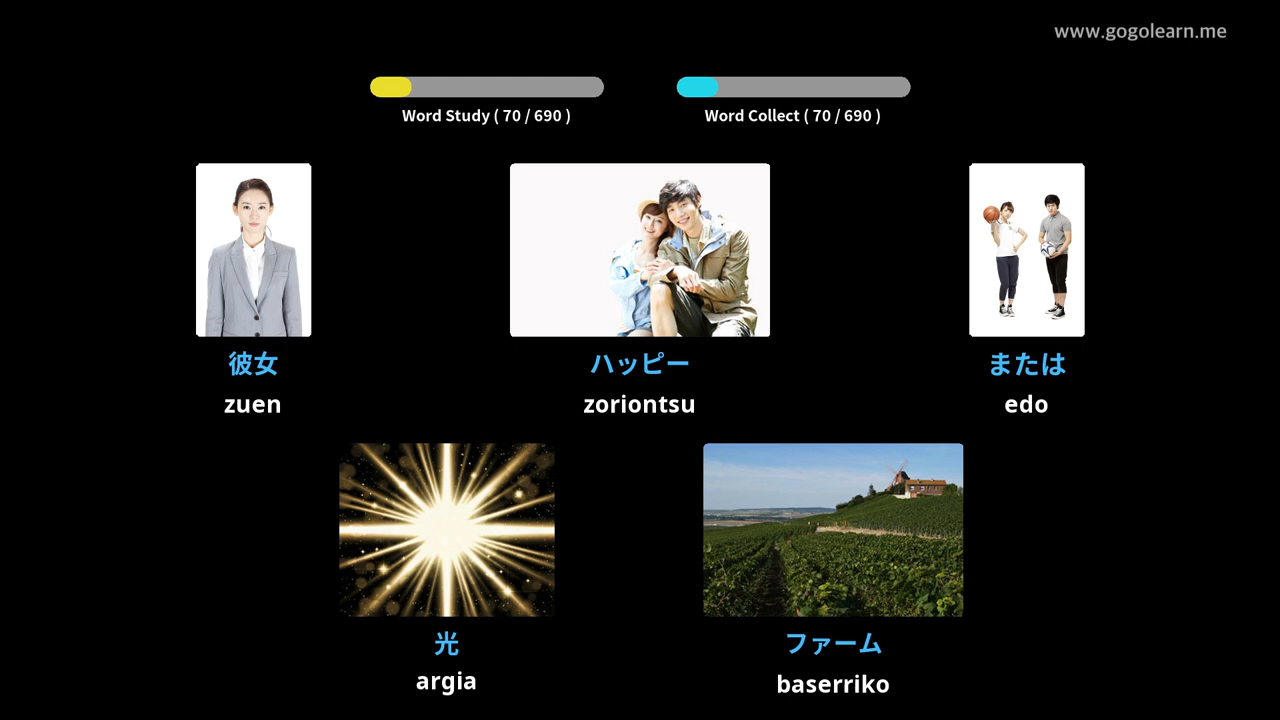 www.gogolearn.me
Word Study ( 70 / 690 )
Word Collect ( 70 / 690 )
彼女
zuen
ハッピー
zoriontsu
または
edo
光
argia
ファーム
baserriko